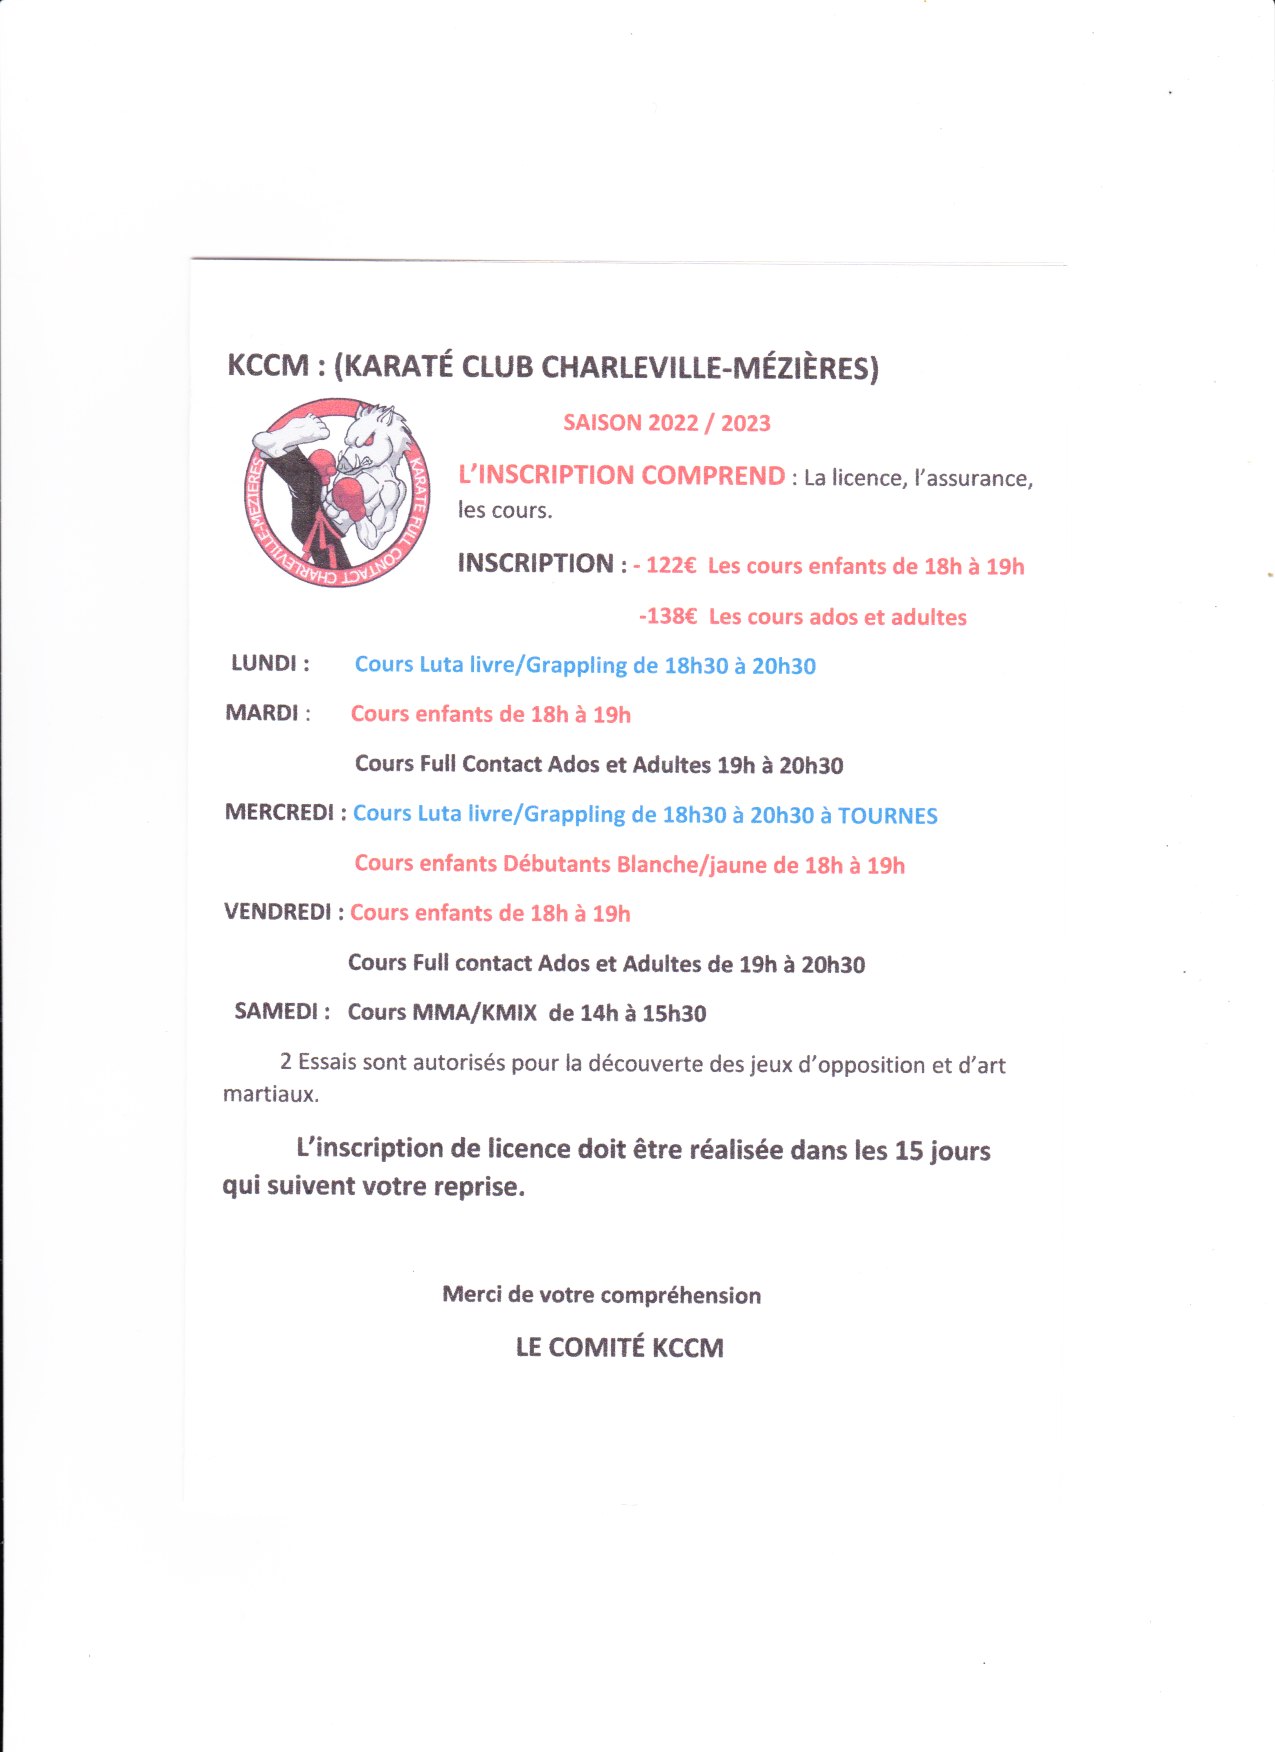 KCCM : (KARATÉ CLUB CHARLEVILLE-MÉZIÈRES)
SAISON 2022 / 2023
KARATE FULL CONTACT CHARLEVILLE-MEZIERES
L'INSCRIPTION COMPREND : La licence, l'assurance,
les cours.
INSCRIPTION : - 122€ Les cours enfants de 18h à 19h
-138€ Les cours ados et adultes
LUNDI : Cours Luta livre/Grappling de 18h30 à 20h30
MARDI : Cours enfants de 18h à 19h
Cours Full Contact Ados et Adultes 19h à 20h30
MERCREDI : Cours Luta livre/Grappling de 18h30 à 20h30 à TOURNES
Cours enfants Débutants Blanche/jaune de 18h à 19h
VENDREDI : Cours enfants de 18h à 19h
Cours Full contact Ados et Adultes de 19h à 20h30
SAMEDI : Cours MMA/KMIX de 14h à 15h30
2 Essais sont autorisés pour la découverte des jeux d'opposition et d'art
martiaux.
L'inscription de licence doit être réalisée dans les 15 jours
qui suivent votre reprise.
Merci de votre compréhension
LE COMITÉ KCCM